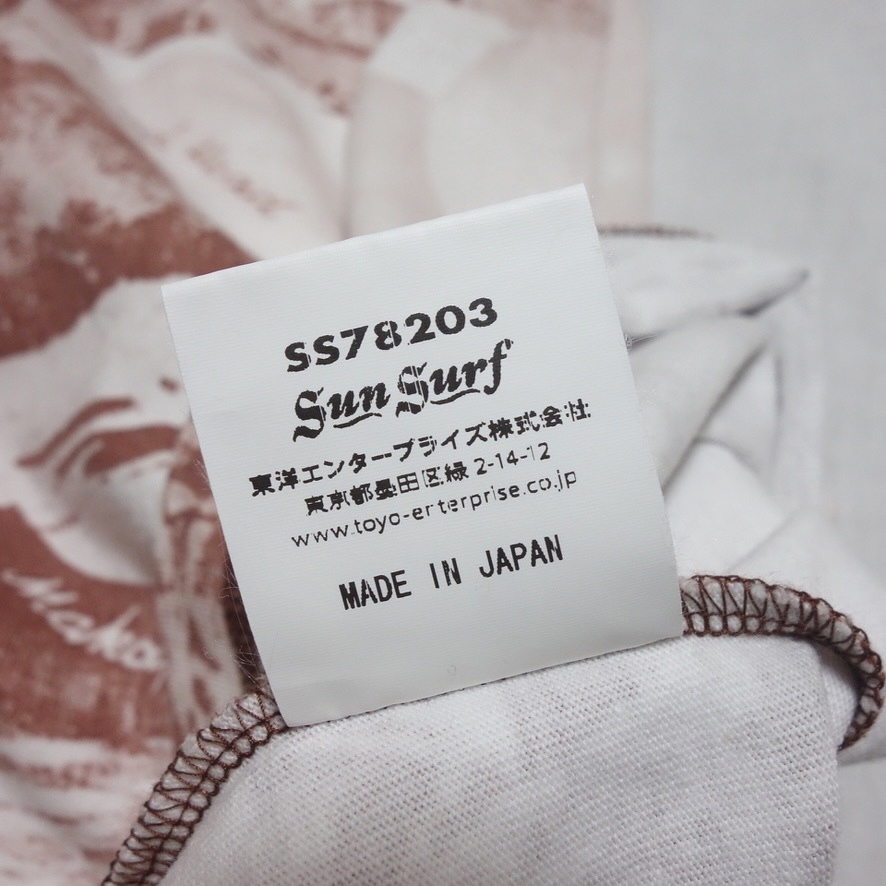 SS78203
Sun Surf
東洋エンタープライズ株式会社
東京都墨田区緑 2-14-12
www.toyo-erterprise.co.jp
MADE IN JAPAN